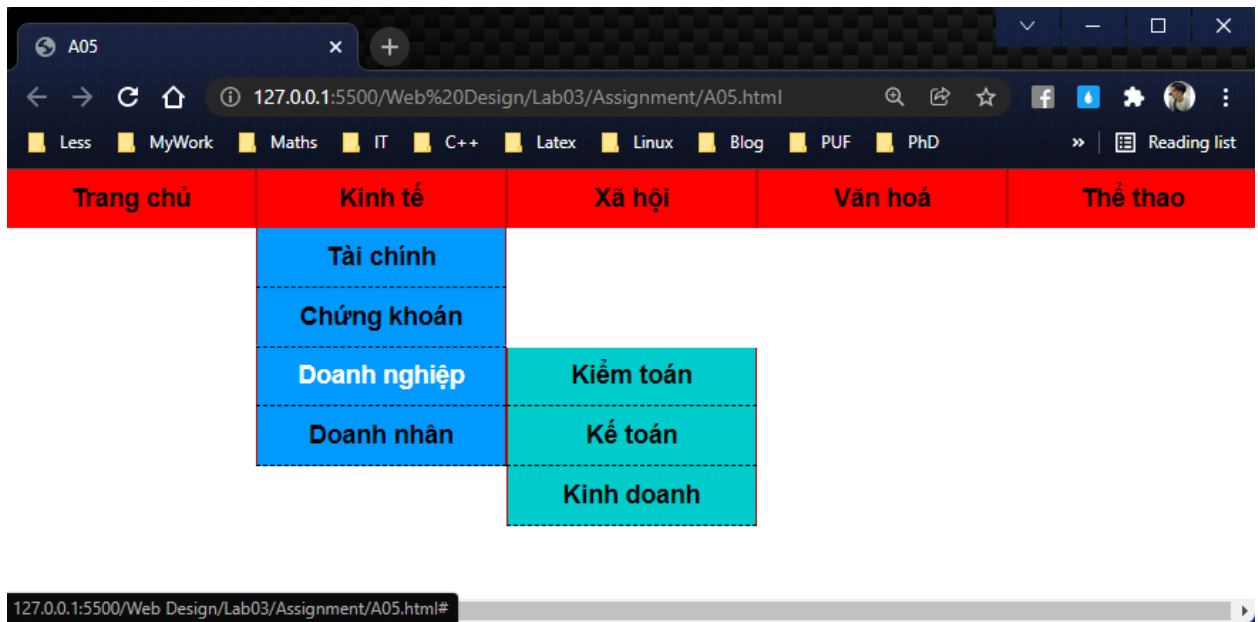 A05
127.0.0.1:5500/Web%20Design/Lab03/Assignment/A05.html
Less MyWork Maths IT C++ Latex Linux Blog PUF PhD » Reading list
Trang chủ Kinh tế Xã hội Văn hoá Thể thao
Tài chính
Chứng khoán
Doanh nghiệp Kiểm toán
Doanh nhân Kế toán
Kinh doanh
127.0.0.1:5500/Web Design/Lab03/Assignment/A05.html#